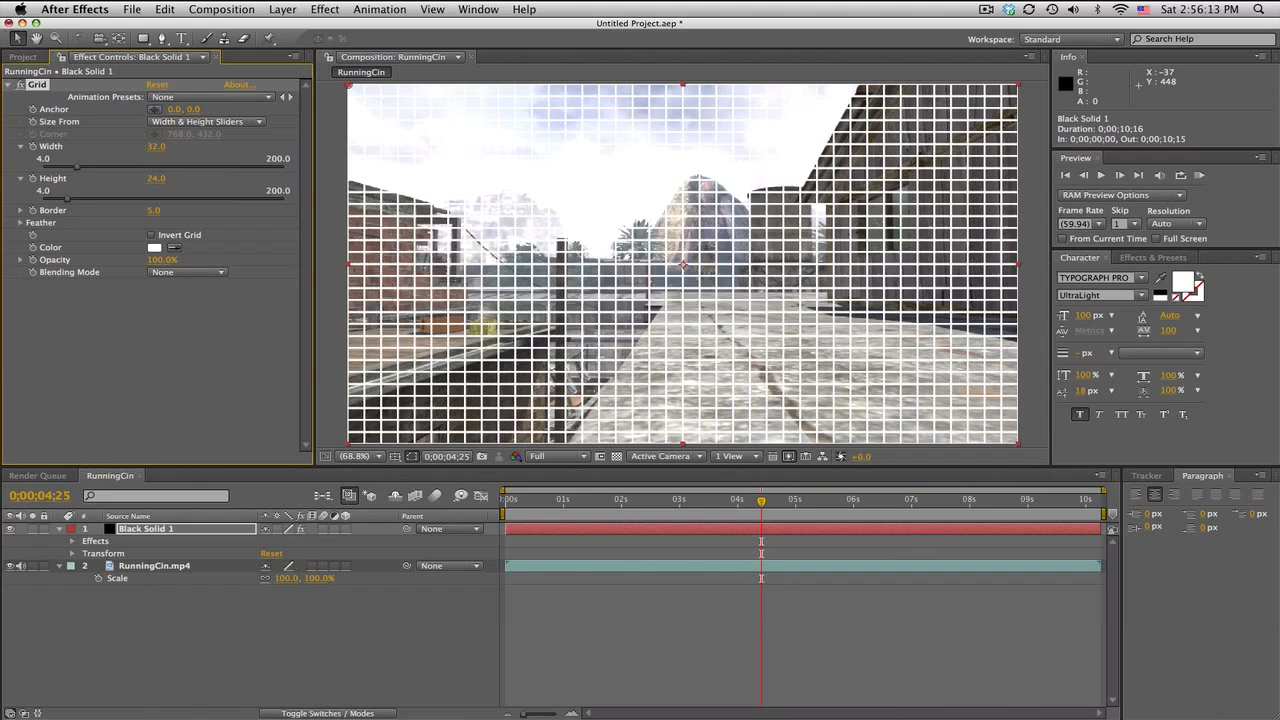 After Effects File Edit Composition Layer Effect Animation View Window Help Sat 2:56:13 PM
Untitled Project.aep *
Workspace: Standard Search Help
Project Effect Controls: Black Solid 1 Composition: RunningCin Info
RunningCin • Black Solid 1 RunningCin
fx Grid Reset About...
Animation Presets: None
Anchor 0.0, 0.0
Size From Width & Height Sliders
Corner 768.0, 432.0
Width 32.0
4.0 200.0
Height 24.0
4.0 200.0
Border 5.0
Feather
Invert Grid
Color
Opacity 100.0%
Blending Mode None
R :
G :
B :
A : 0
X : -37
Y : 448
Black Solid 1
Duration: 0;00;10;16
In: 0;00;00;00, Out: 0;00;10;15
Preview
RAM Preview Options
Frame Rate Skip Resolution
(59.94) 1 Auto
From Current Time Full Screen
Character Effects & Presets
TYPOGRAPH PRO
UltraLight
100 px Auto
Metrics 100
- px
100 % 100 %
18 px 100 %
T T TT Tr T' T,
(68.8%) 0;00;04;25 Full Active Camera 1 View +0.0
Render Queue RunningCin Tracker Paragraph
0;00;04;25
:00s 01s 02s 03s 04s 05s 06s 07s 08s 09s 10s
# Source Name Parent
1 Black Solid 1 fx None
Effects
Transform Reset
2 RunningCin.mp4 None
Scale 100.0, 100.0%
0 px 0 px 0 px
0 px 0 px
Toggle Switches / Modes